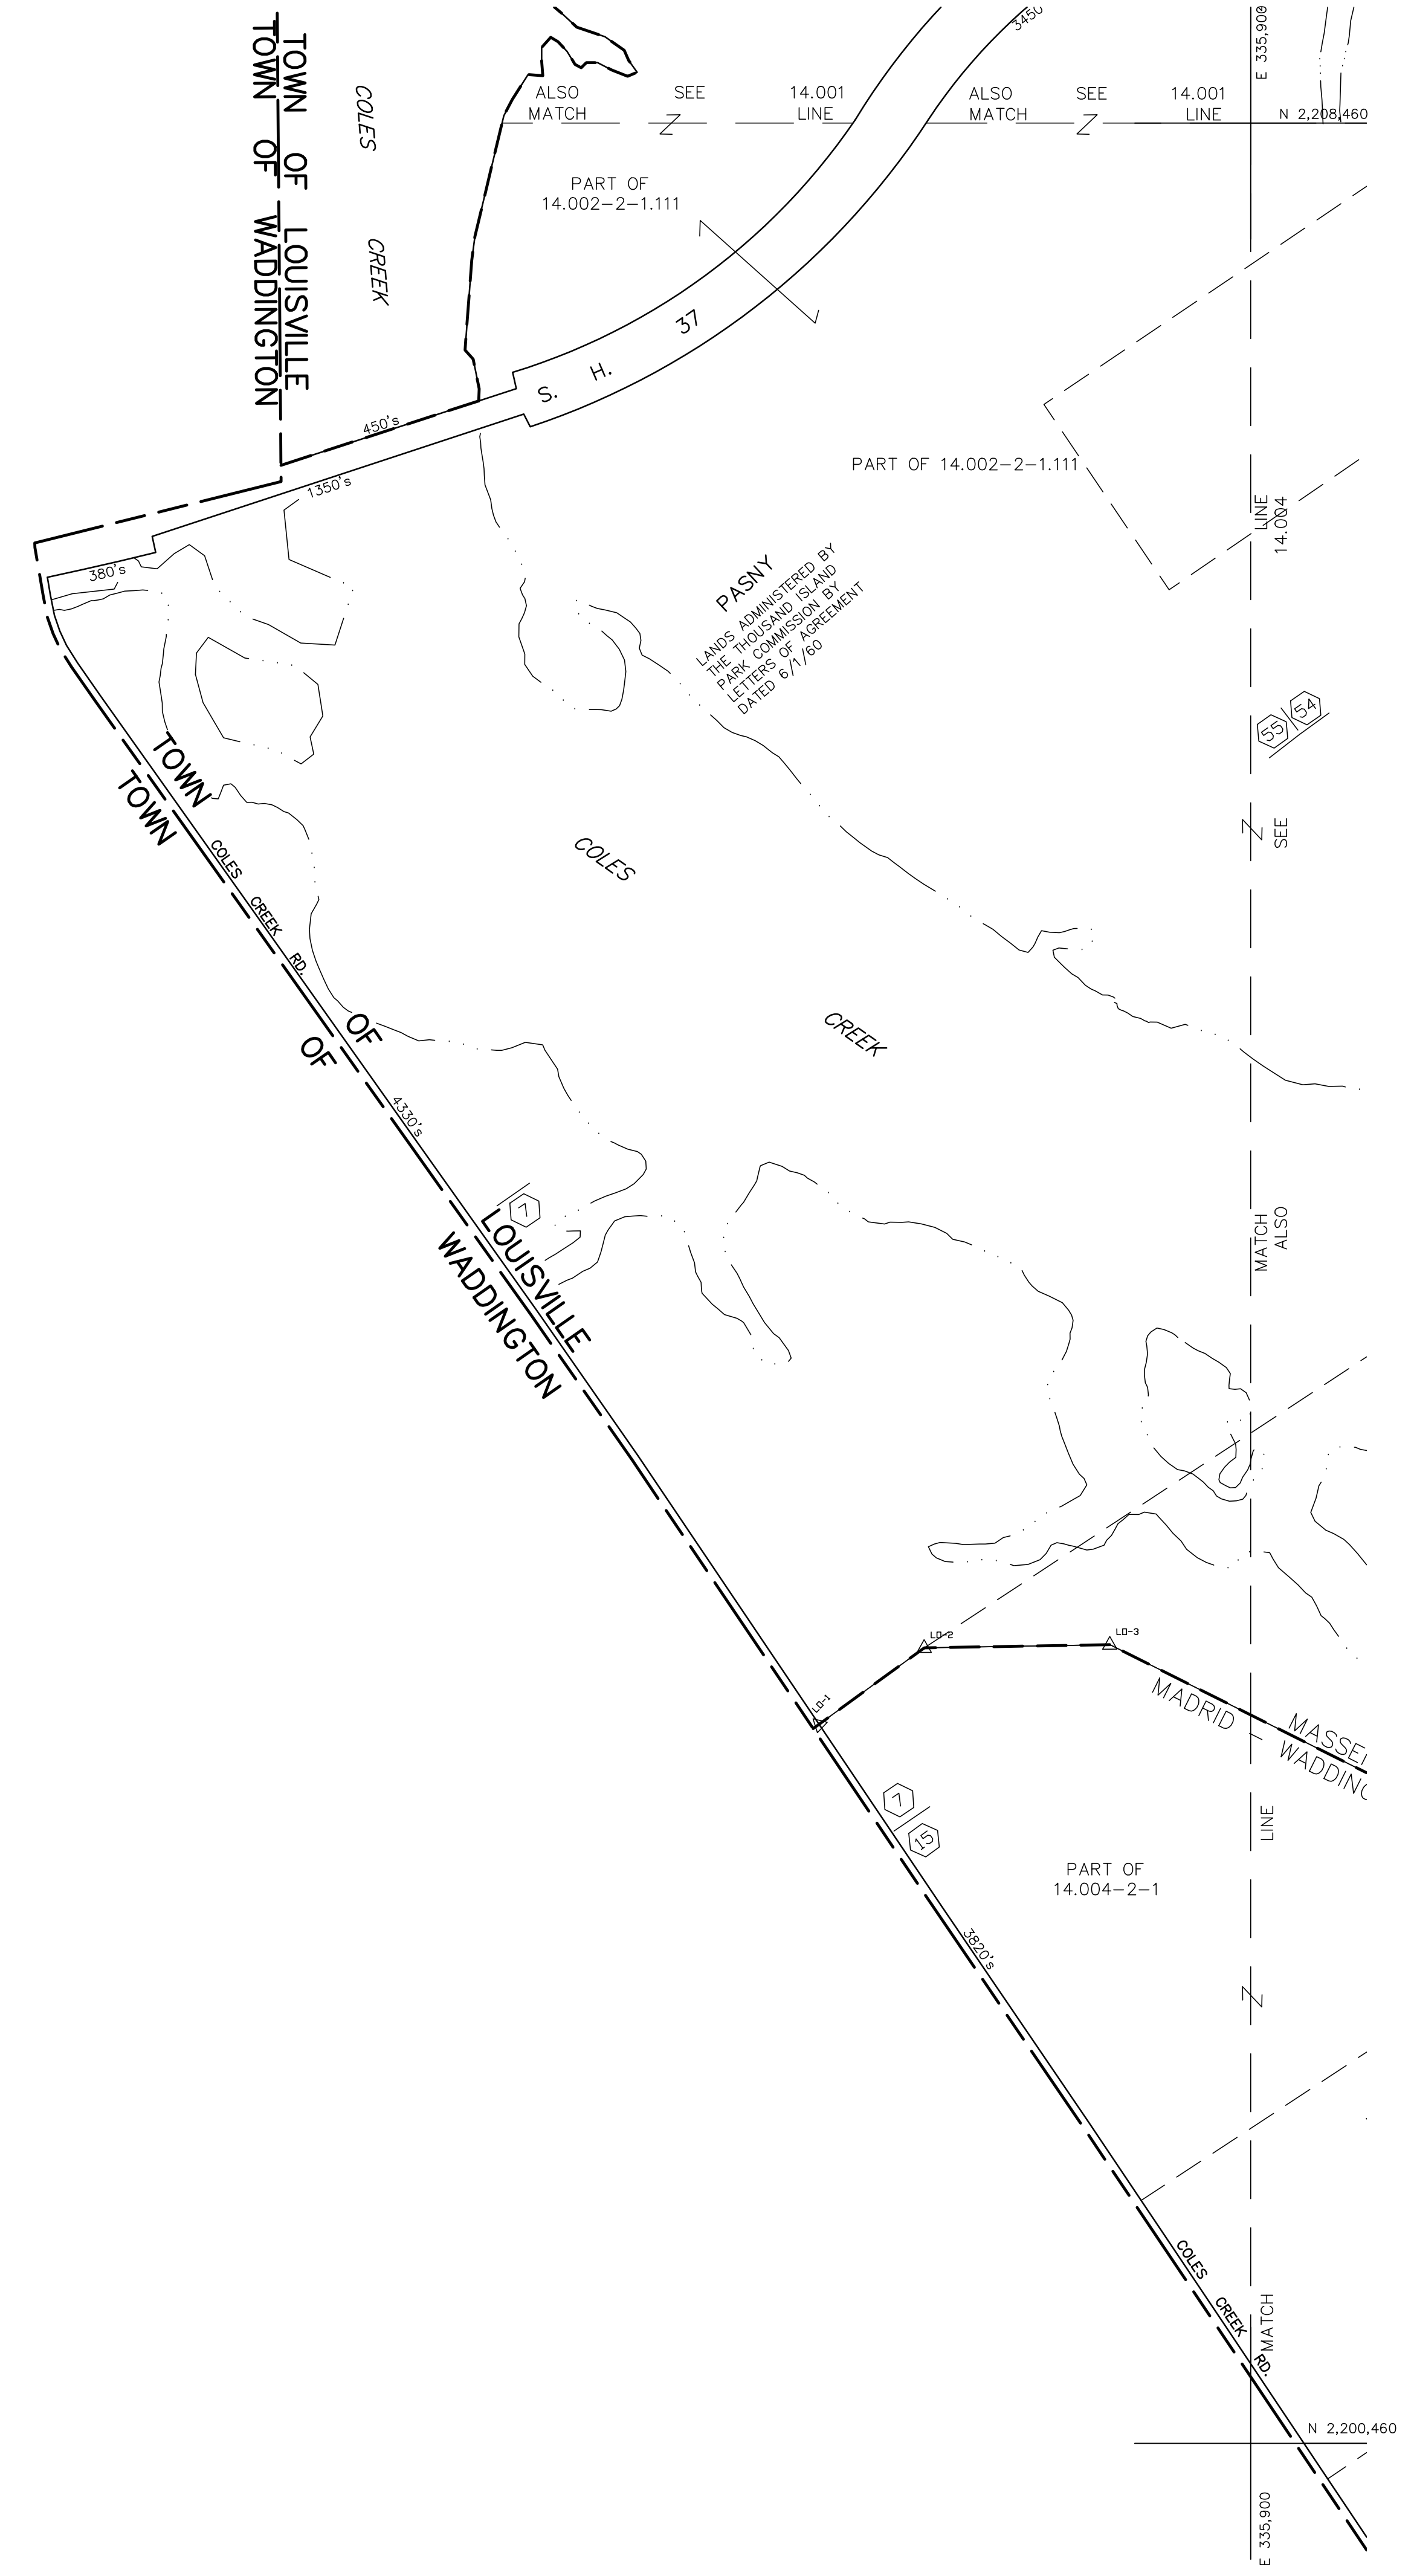 3450
E 335,900
N 2,208,460
ALSO SEE 14.001
MATCH LINE
ALSO SEE 14.001
MATCH LINE
TOWN OF LOUISVILLE
TOWN OF WADDINGTON
COLES CREEK
PART OF
14.002-2-1.111
S. H. 37
450's
1350's
380's
PART OF 14.002-2-1.111
LINE
14.004
PASNY
LANDS ADMINISTERED BY
THE THOUSAND ISLAND
PARK COMMISSION BY
LETTERS OF AGREEMENT
DATED 6/1/60
55 54
SEE
TOWN OF LOUISVILLE
TOWN OF WADDINGTON
COLES CREEK RD.
COLES CREEK
4330's
7
MATCH
ALSO
LO-1
LO-2
LO-3
MADRID
MASSE
WADDING
7
15
LINE
PART OF
14.004-2-1
3820's
COLES CREEK RD.
MATCH
N 2,200,460
E 335,900